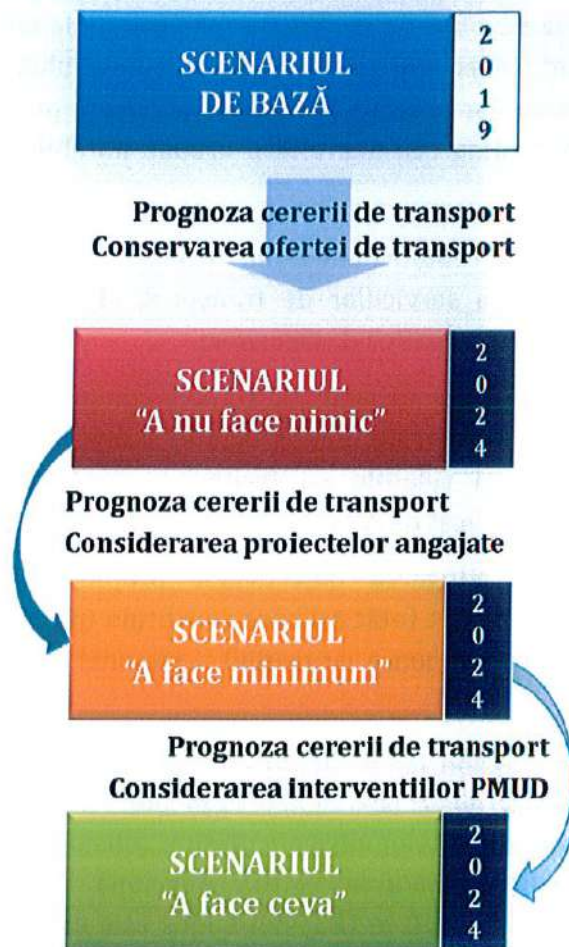 SCENARIUL
DE BAZĂ
2
0
1
9
Prognoza cererii de transport
Conservarea ofertei de transport
SCENARIUL
“A nu face nimic”
2
0
2
4
Prognoza cererii de transport
Considerarea proiectelor angajate
SCENARIUL
“A face minimum”
2
0
2
4
Prognoza cererii de transport
Considerarea interventiilor PMUD
SCENARIUL
“A face ceva”
2
0
2
4